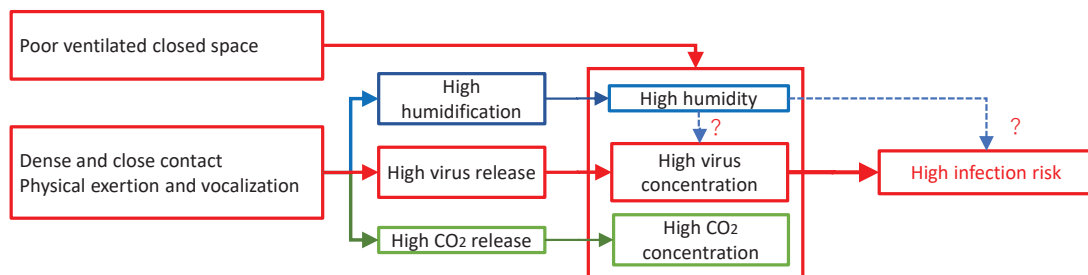 Poor ventilated closed space
High
humidification
High humidity
?
?
Dense and close contact
Physical exertion and vocalization
High virus release
High virus
concentration
High infection risk
High CO2 release
High CO2
concentration